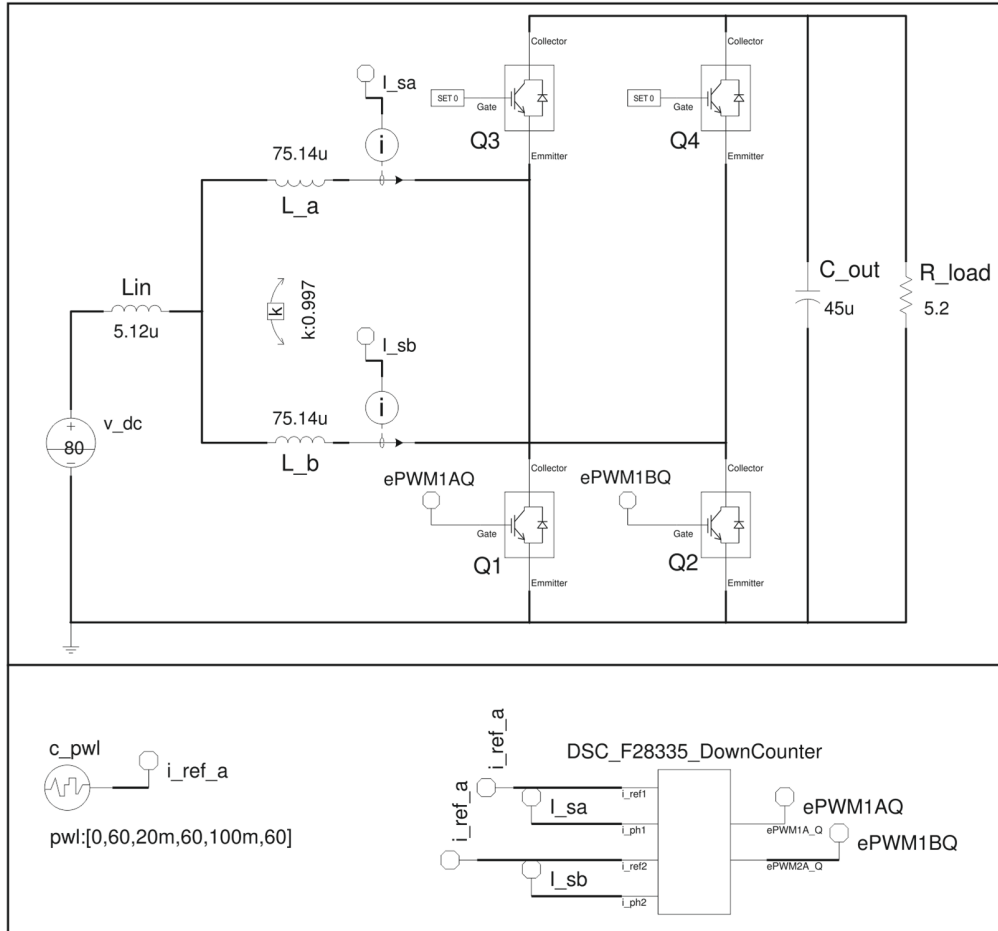 Collector
Collector
I_sa
SET 0
Gate
SET 0
Gate
i
Q3
Q4
75.14u
Emmitter
Emmitter
L_a
Lin
C_out
R_load
k
k:0.997
45u
5.2
5.12u
I_sb
v_dc
+
80
–
i
75.14u
L_b
ePWM1AQ
Collector
ePWM1BQ
Collector
Gate
Gate
Q1
Q2
Emmitter
Emmitter
c_pwl
i_ref_a
pwl:[0,60,20m,60,100m,60]
DSC_F28335_DownCounter
i_ref_a
i_ref1
I_sa
i_ph1
ePWM1AQ
ePWM1A_Q
i_ref_a
i_ref2
ePWM1BQ
ePWM2A_Q
I_sb
i_ph2